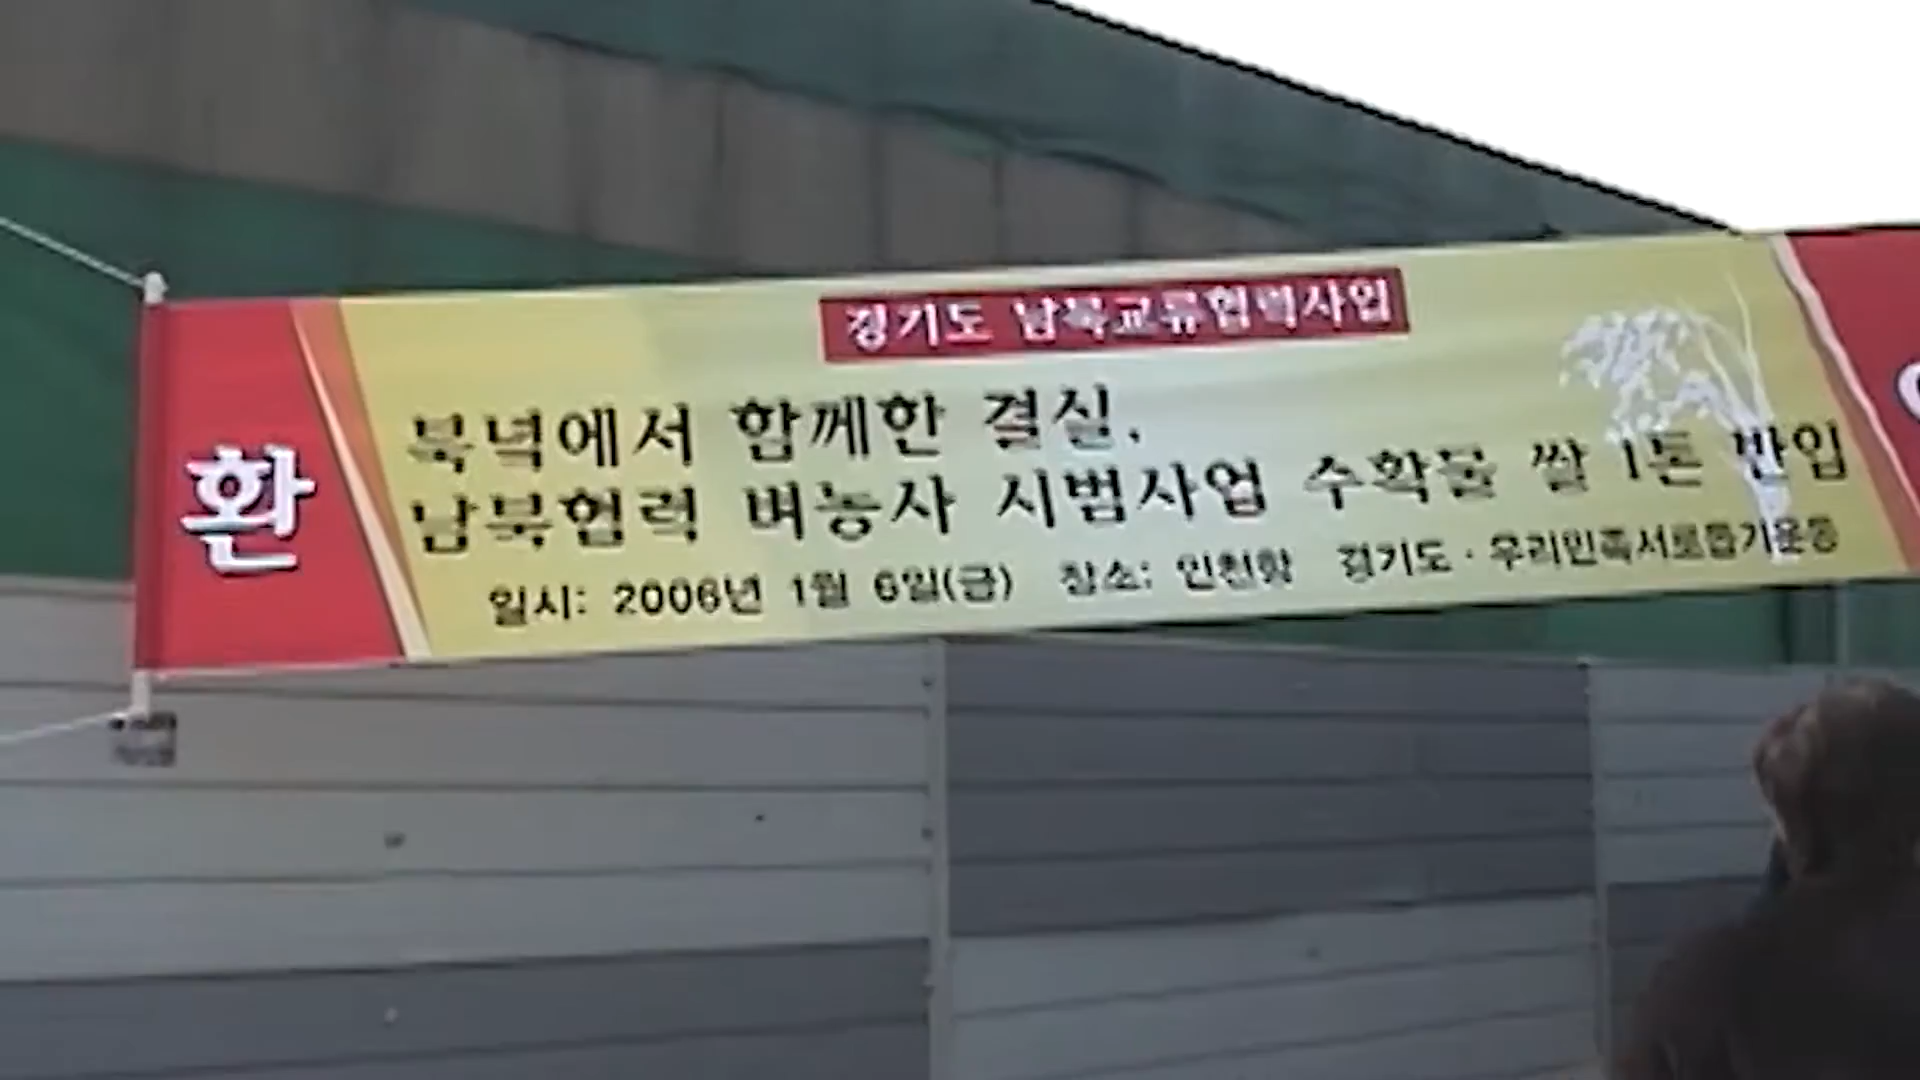 경기도 남북교류협력사업
환
북녘에서 함께한 결실,
남북협력 벼농사 시범사업 수확물 쌀 1톤 반입
일시: 2006년 1월 6일(금) 장소: 인천항 경기도·우리민족서로돕기운동